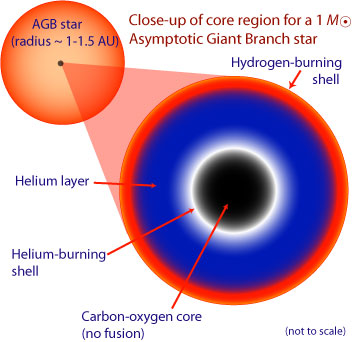 AGB star
(radius ~ 1-1.5 AU)
Close-up of core region for a 1 M☉
Asymptotic Giant Branch star
Hydrogen-burning
shell
Helium layer
Helium-burning
shell
Carbon-oxygen core
(no fusion)
(not to scale)